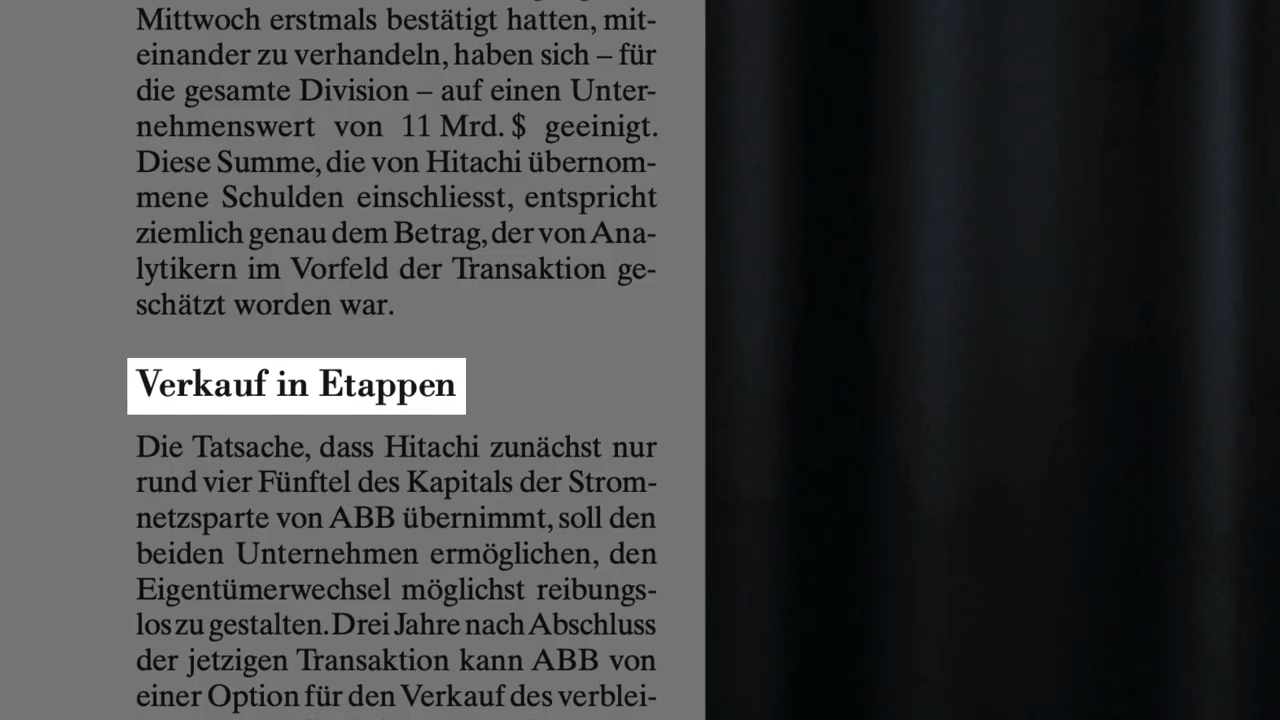 Mittwoch erstmals bestätigt hatten, mit-
einander zu verhandeln, haben sich – für
die gesamte Division – auf einen Unter-
nehmenswert von 11 Mrd. $ geeinigt.
Diese Summe, die von Hitachi übernom-
mene Schulden einschliesst, entspricht
ziemlich genau dem Betrag, der von Ana-
lytikern im Vorfeld der Transaktion ge-
schätzt worden war.
Verkauf in Etappen
Die Tatsache, dass Hitachi zunächst nur
rund vier Fünftel des Kapitals der Strom-
netzsparte von ABB übernimmt, soll den
beiden Unternehmen ermöglichen, den
Eigentümerwechsel möglichst reibungs-
los zu gestalten. Drei Jahre nach Abschluss
der jetzigen Transaktion kann ABB von
einer Option für den Verkauf des verblei-